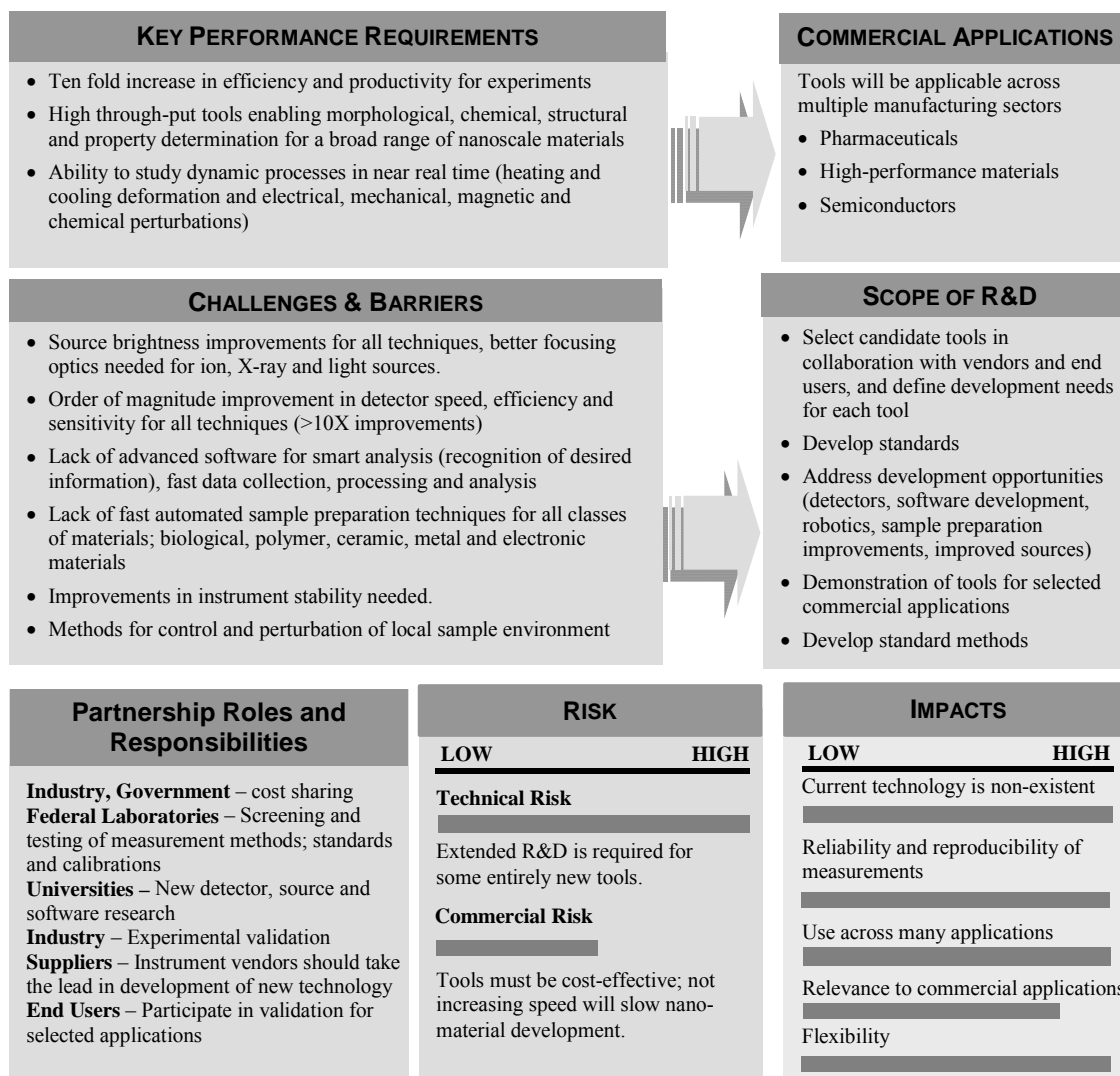 KEY PERFORMANCE REQUIREMENTS
• Ten fold increase in efficiency and productivity for experiments
• High through-put tools enabling morphological, chemical, structural
and property determination for a broad range of nanoscale materials
• Ability to study dynamic processes in near real time (heating and
cooling deformation and electrical, mechanical, magnetic and
chemical perturbations)
COMMERCIAL APPLICATIONS
Tools will be applicable across
multiple manufacturing sectors
• Pharmaceuticals
• High-performance materials
• Semiconductors
CHALLENGES & BARRIERS
• Source brightness improvements for all techniques, better focusing
optics needed for ion, X-ray and light sources.
• Order of magnitude improvement in detector speed, efficiency and
sensitivity for all techniques (>10X improvements)
• Lack of advanced software for smart analysis (recognition of desired
information), fast data collection, processing and analysis
• Lack of fast automated sample preparation techniques for all classes
of materials; biological, polymer, ceramic, metal and electronic
materials
• Improvements in instrument stability needed.
• Methods for control and perturbation of local sample environment
SCOPE OF R&D
• Select candidate tools in
collaboration with vendors and end
users, and define development needs
for each tool
• Develop standards
• Address development opportunities
(detectors, software development,
robotics, sample preparation
improvements, improved sources)
• Demonstration of tools for selected
commercial applications
• Develop standard methods
Partnership Roles and
Responsibilities
Industry, Government – cost sharing
Federal Laboratories – Screening and
testing of measurement methods; standards
and calibrations
Universities – New detector, source and
software research
Industry – Experimental validation
Suppliers – Instrument vendors should take
the lead in development of new technology
End Users – Participate in validation for
selected applications
RISK
LOW HIGH
Technical Risk
Extended R&D is required for
some entirely new tools.
Commercial Risk
Tools must be cost-effective; not
increasing speed will slow nano-
material development.
IMPACTS
LOW HIGH
Current technology is non-existent
Reliability and reproducibility of
measurements
Use across many applications
Relevance to commercial applications
Flexibility